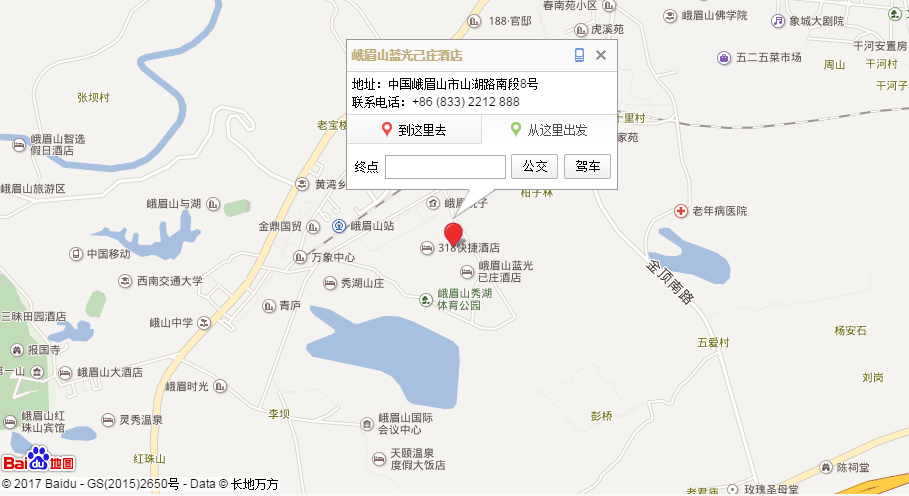 春南苑小区
188·官邸
虎溪苑
峨眉山佛学院
象城大剧院
干河安置房
干河村
五二五菜市场
周山
干河子
峨眉山蓝光己庄酒店
地址：中国峨眉山市山湖路南段8号
联系电话：+86 (833) 2212 888
到这里去
从这里出发
终点
公交
驾车
张坝村
老宝楼
十里村
家苑
峨眉山智选
假日酒店
峨眉山旅游区
黄湾乡
柏子林
峨眉山与湖
峨眉院子
老年病医院
金鼎国贸
峨眉山站
318快捷酒店
中国移动
万象中心
峨眉山蓝光
已庄酒店
金顶南路
西南交通大学
秀湖山庄
峨眉山秀湖
体育公园
青庐
三昧田园酒店
峨山中学
杨安石
报国寺
五爱村
第一山
峨眉山大酒店
刘岗
峨眉时光
李坝
彭桥
峨眉山红
珠山宾馆
灵秀温泉
峨眉山国际
会议中心
红珠山
天颐温泉
度假大饭店
陈祠堂
Baidu地图
© 2017 Baidu - GS(2015)2650号 - Data © 长地万方
老君庙
玫瑰圣母堂